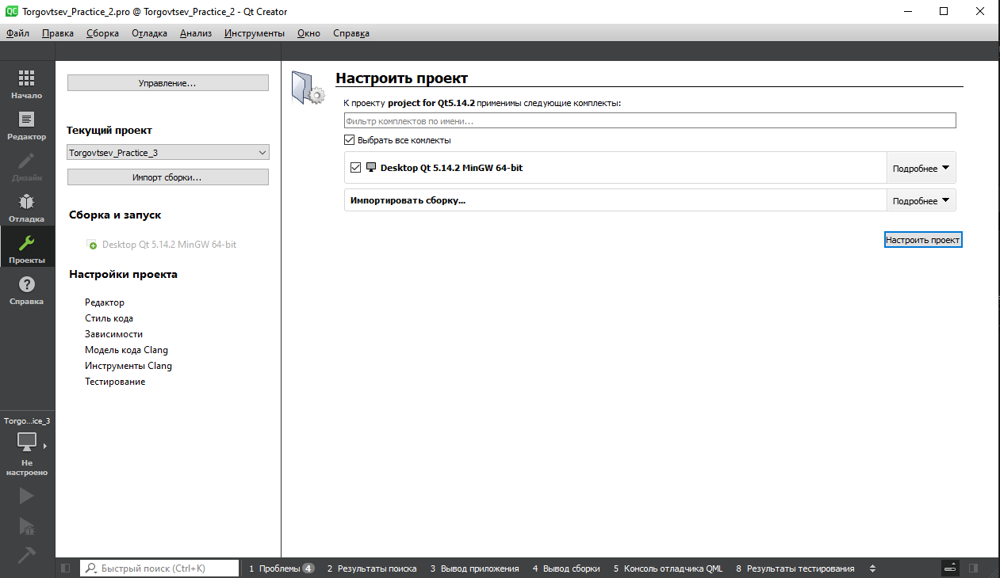 QC Torgovtsev_Practice_2.pro @ Torgovtsev_Practice_2 - Qt Creator
Файл Правка Сборка Отладка Анализ Инструменты Окно Справка
Начало
Редактор
Дизайн
Отладка
Проекты
Справка
Torgo...ice_3
Не
настроено
Управление...
Текущий проект
Torgovtsev_Practice_3
Импорт сборки...
Сборка и запуск
Desktop Qt 5.14.2 MinGW 64-bit
Настройки проекта
Редактор
Стиль кода
Зависимости
Модель кода Clang
Инструменты Clang
Тестирование
Настроить проект
К проекту project for Qt5.14.2 применимы следующие комплекты:
Фильтр комплектов по имени...
Выбрать все комлекты
Desktop Qt 5.14.2 MinGW 64-bit Подробнее
Импортировать сборку... Подробнее
Настроить проект
Быстрый поиск (Ctrl+K) 1 Проблемы 4 2 Результаты поиска 3 Вывод приложения 4 Вывод сборки 5 Консоль отладчика QML 8 Результаты тестирования